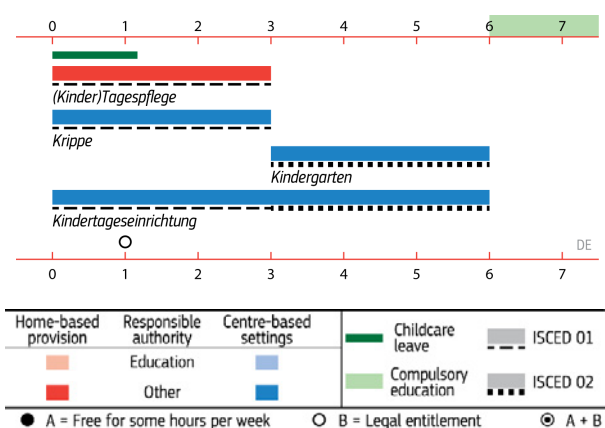 0 1 2 3 4 5 6 7
(Kinder)Tagespflege
Krippe
Kindergarten
Kindertageseinrichtung
DE
0 1 2 3 4 5 6 7
Home-based provision
Responsible authority
Centre-based settings
Education
Other
Childcare leave
ISCED 01
Compulsory education
ISCED 02
A = Free for some hours per week
B = Legal entitlement
A + B